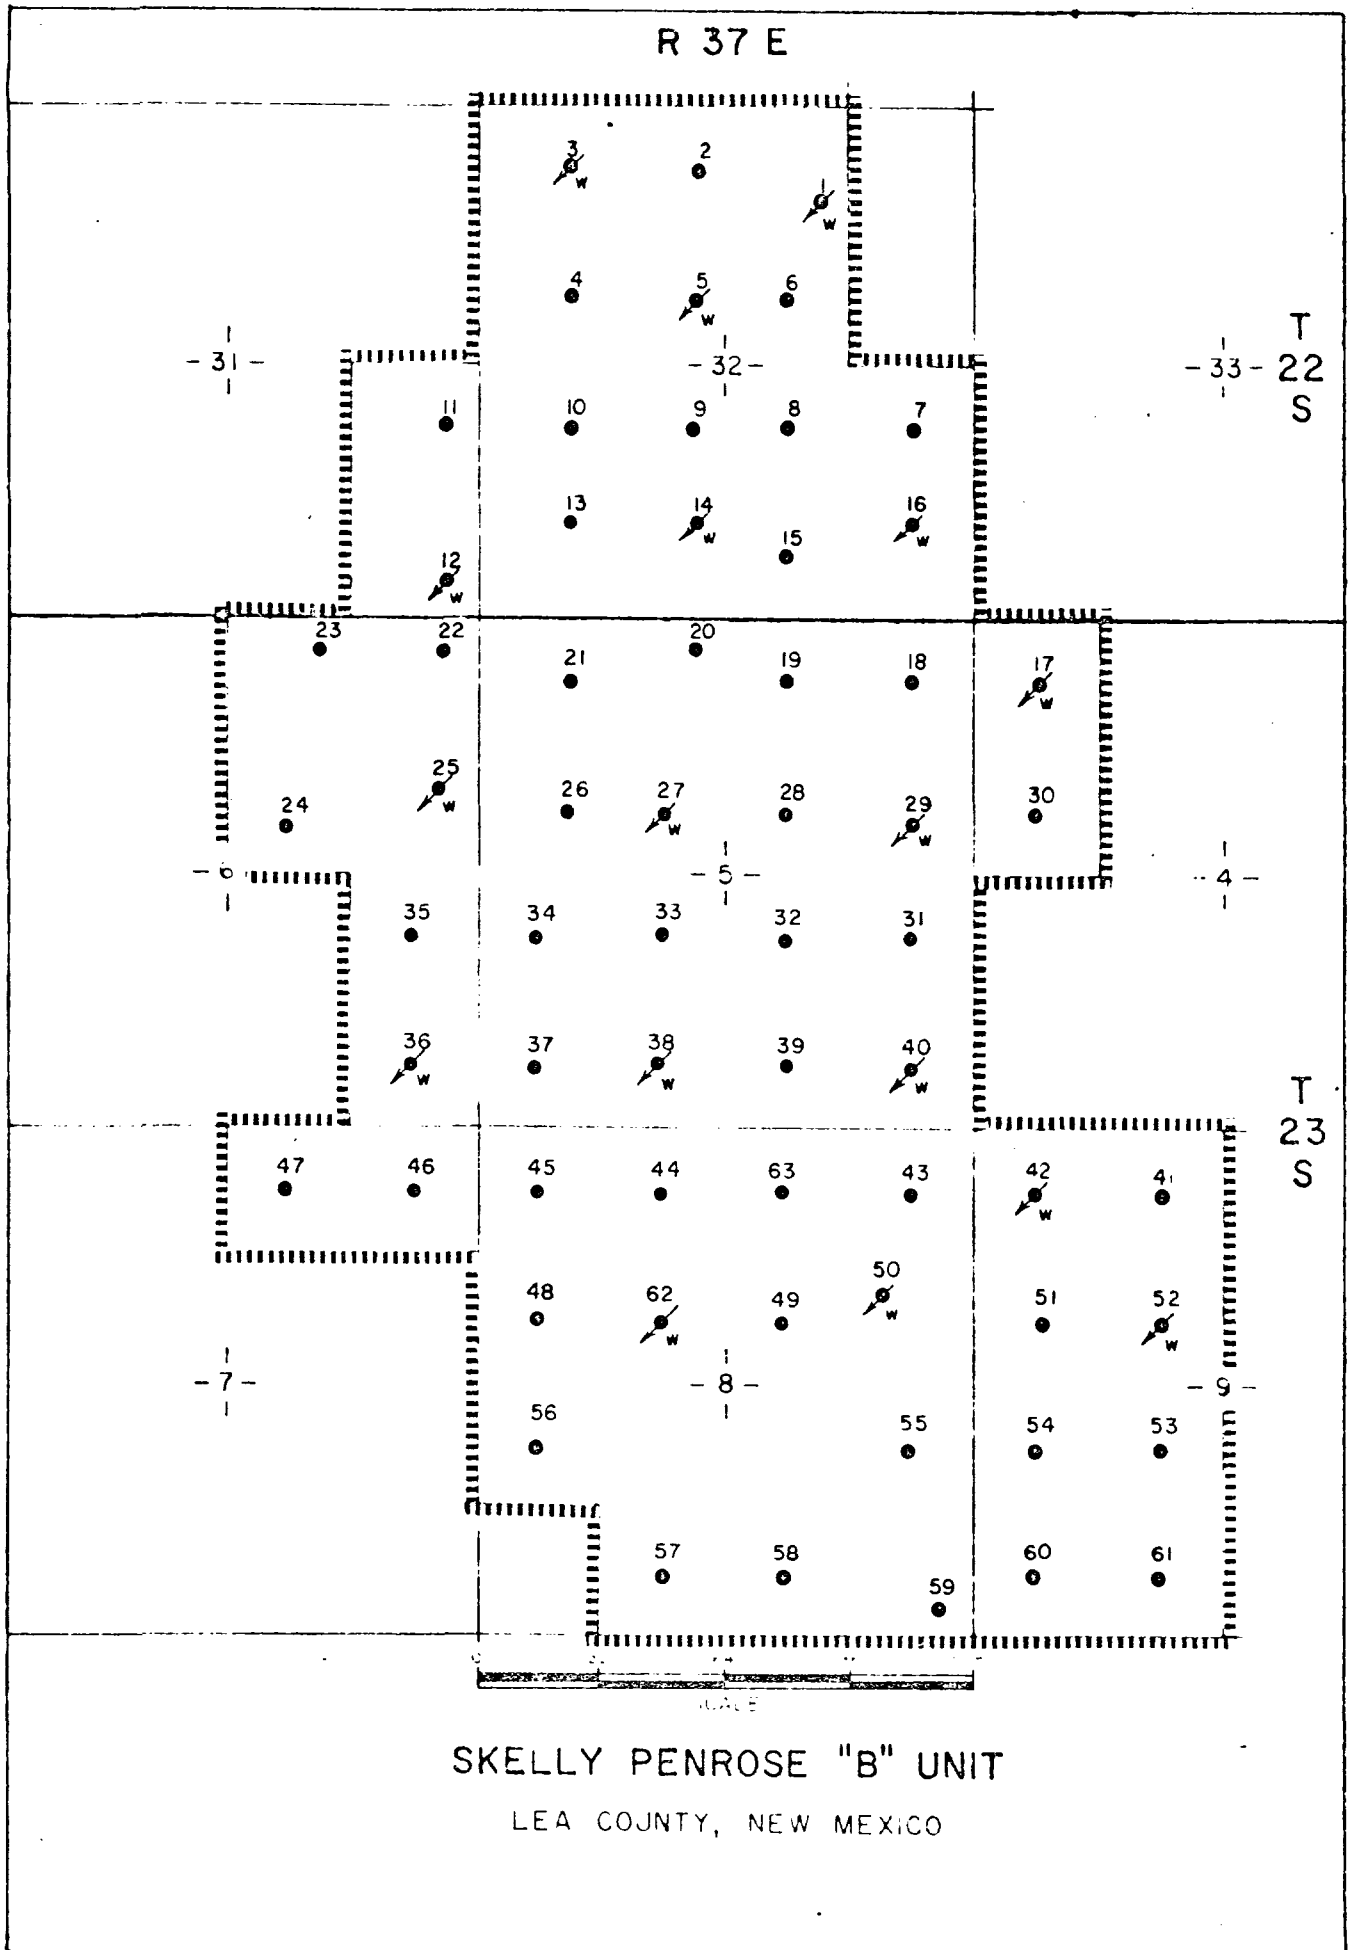 R 37 E
3 2 1
W W
4 5 6
W
- 31 - - 32 - - 33 -
T
22
S
11 10 9 8 7
13 14 15 16
W W
12
W
23 22 21 20 19 18 17
W
24 25 26 27 28 29 30
W W W
- 6 - - 5 - - 4 -
35 34 33 32 31
36 37 38 39 40
W W W
T
23
S
47 46 45 44 63 43 42 41
W
48 62 49 50 51 52
W W W
- 7 - - 8 - - 9 -
56 55 54 53
57 58 59 60 61
SKELLY PENROSE "B" UNIT
LEA COUNTY, NEW MEXICO